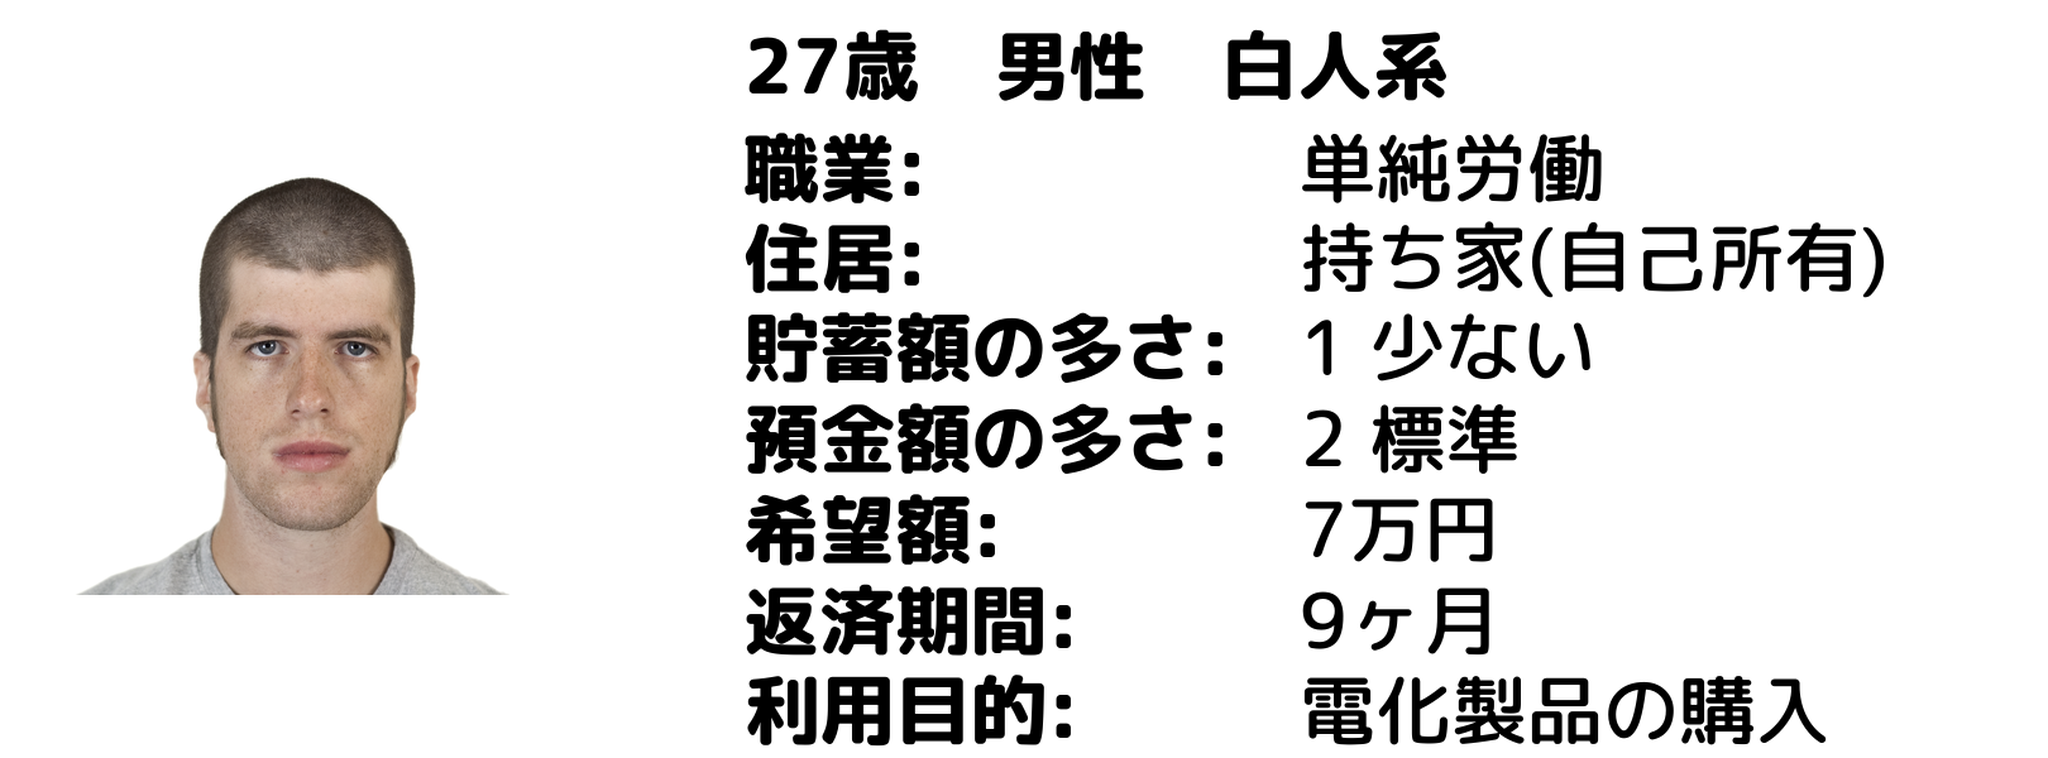 27歳　男性　白人系
職業: 単純労働
住居: 持ち家(自己所有)
貯蓄額の多さ: 1 少ない
預金額の多さ: 2 標準
希望額: 7万円
返済期間: 9ヶ月
利用目的: 電化製品の購入